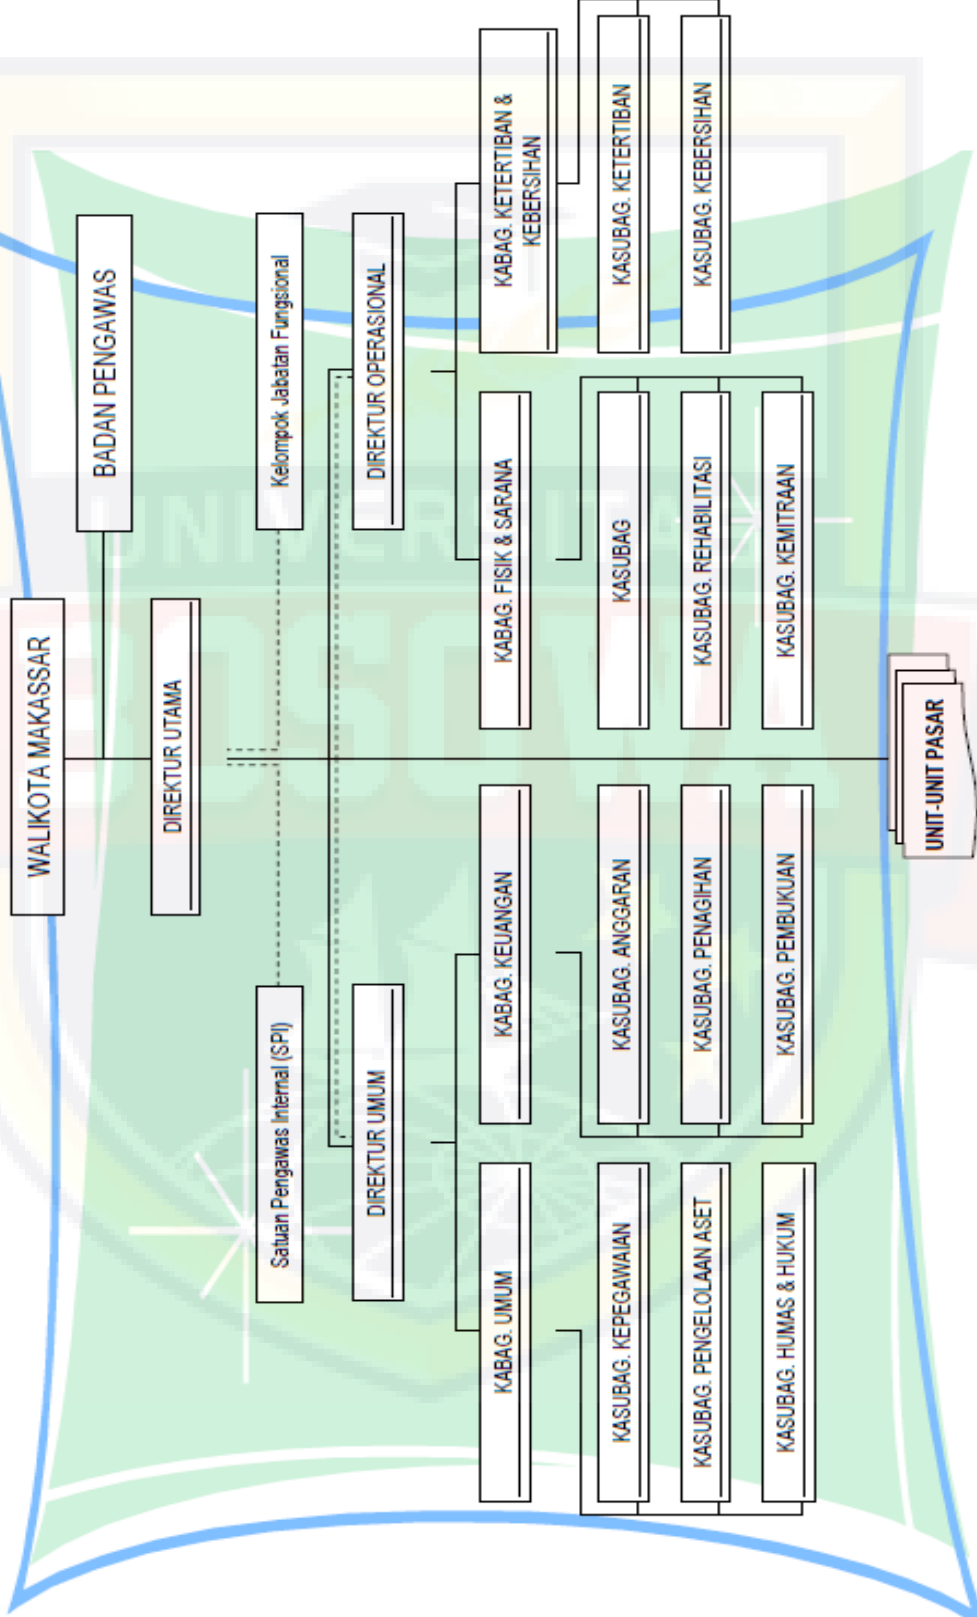 WALIKOTA MAKASSAR
BADAN PENGAWAS
DIREKTUR UTAMA
Satuan Pengawas Internal (SPI)
Kelompok Jabatan Fungsional
DIREKTUR UMUM
DIREKTUR OPERASIONAL
KABAG. UMUM
KABAG. KEUANGAN
KABAG. FISIK & SARANA
KABAG. KETERTIBAN &
KEBERSIHAN
KASUBAG. KEPEGAWAIAN
KASUBAG. ANGGARAN
KASUBAG
KASUBAG. KETERTIBAN
KASUBAG. PENGELOLAAN ASET
KASUBAG. PENAGIHAN
KASUBAG. REHABILITASI
KASUBAG. KEBERSIHAN
KASUBAG. HUMAS & HUKUM
KASUBAG. PEMBUKUAN
KASUBAG. KEMITRAAN
UNIT-UNIT PASAR
UNIVERSITAS
BOSOWA